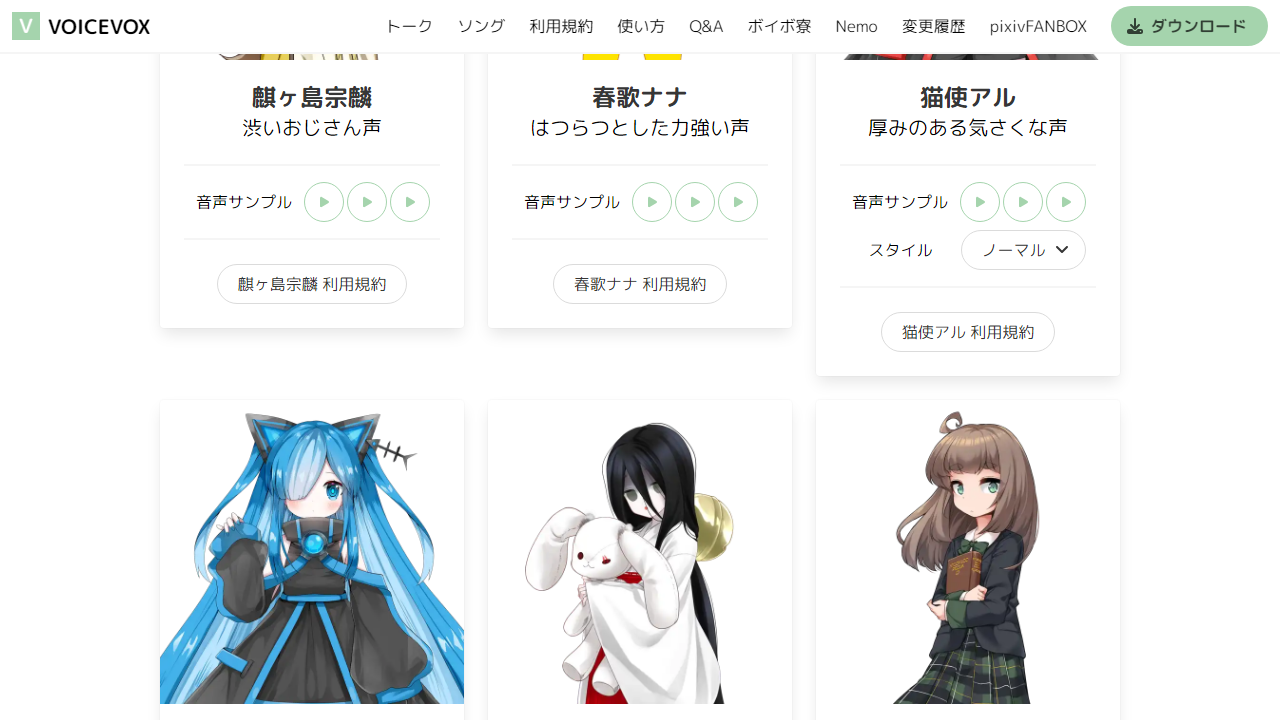 V VOICEVOX
トーク ソング 利用規約 使い方 Q&A ボイボ寮 Nemo 変更履歴 pixivFANBOX ダウンロード
麒ヶ島宗麟
渋いおじさん声
音声サンプル
麒ヶ島宗麟 利用規約
春歌ナナ
はつらつとした力強い声
音声サンプル
春歌ナナ 利用規約
猫使アル
厚みのある気さくな声
音声サンプル
スタイル ノーマル
猫使アル 利用規約